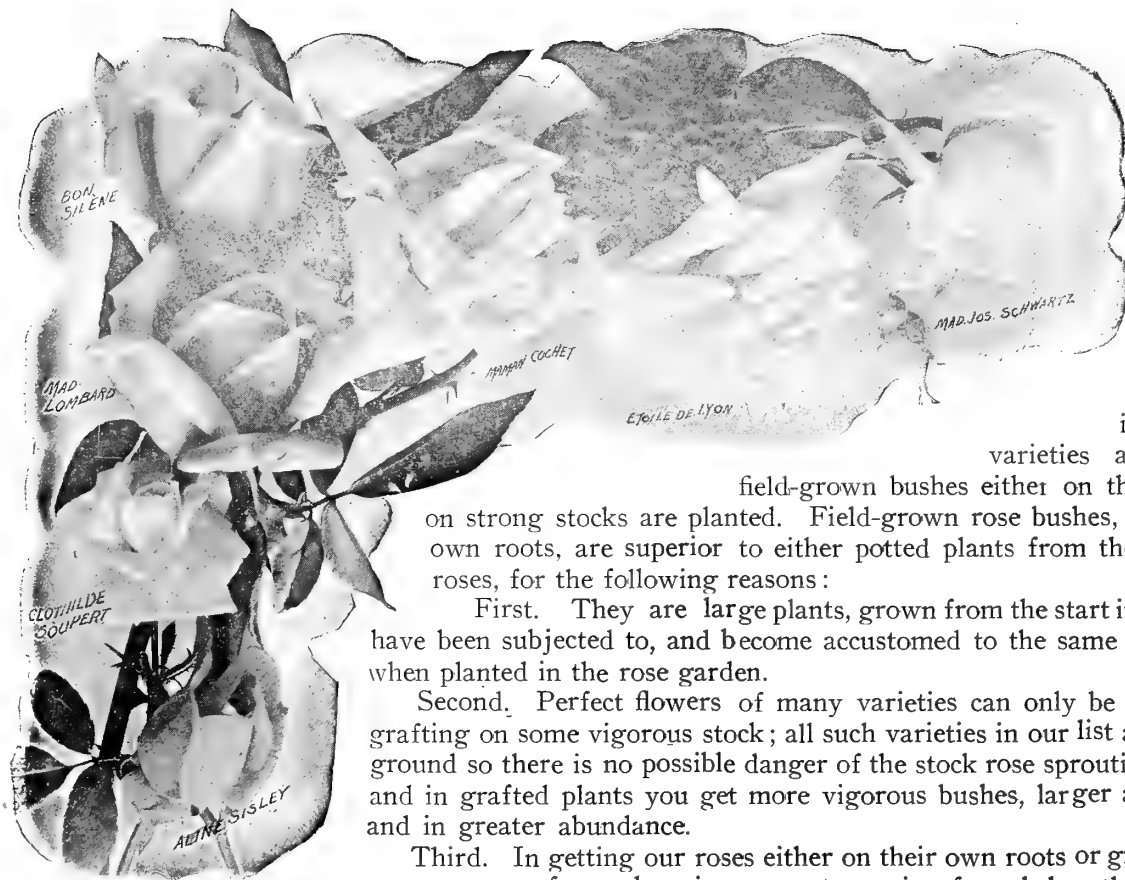 BON
SILENE
MAD.
LOMBARD
MAMAN COCHET
ETOILE DE LYON
MAD. JOS. SCHWARTZ
CLOTHILDE
SOUPERT
ALINE SISLEY
varieties
field-grown bushes either on
on strong stocks are planted. Field-grown rose bushes,
own roots, are superior to either potted plants from
roses, for the following reasons:
First. They are large plants, grown from the start
have been subjected to, and become accustomed to the same
when planted in the rose garden.
Second. Perfect flowers of many varieties can only be
grafting on some vigorous stock; all such varieties in our list
ground so there is no possible danger of the stock rose
and in grafted plants you get more vigorous bushes, larger
and in greater abundance.
Third. In getting our roses either on their own roots or